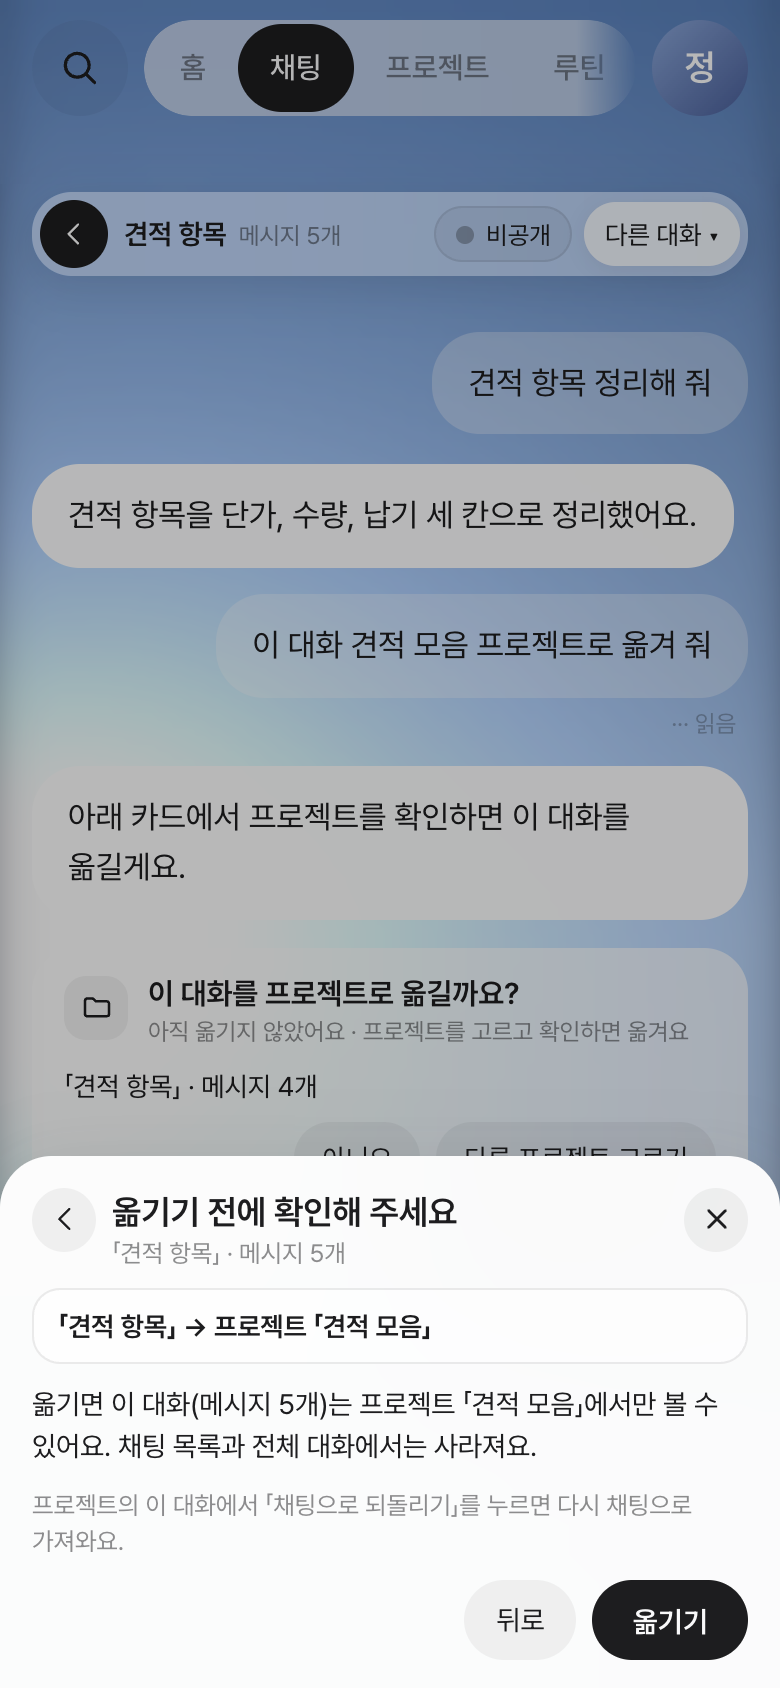 홈 채팅 프로젝트 루틴 정
견적 항목 메시지 5개 비공개 다른 대화 ▾
견적 항목 정리해 줘
견적 항목을 단가, 수량, 납기 세 칸으로 정리했어요.
이 대화 견적 모음 프로젝트로 옮겨 줘
··· 읽음
아래 카드에서 프로젝트를 확인하면 이 대화를
옮길게요.
이 대화를 프로젝트로 옮길까요?
아직 옮기지 않았어요 · 프로젝트를 고르고 확인하면 옮겨요
「견적 항목」 · 메시지 4개
아니요 다른 프로젝트 고르기
옮기기 전에 확인해 주세요
「견적 항목」 · 메시지 5개
「견적 항목」 → 프로젝트 「견적 모음」
옮기면 이 대화(메시지 5개)는 프로젝트 「견적 모음」에서만 볼 수
있어요. 채팅 목록과 전체 대화에서는 사라져요.
프로젝트의 이 대화에서 「채팅으로 되돌리기」를 누르면 다시 채팅으로
가져와요.
뒤로 옮기기